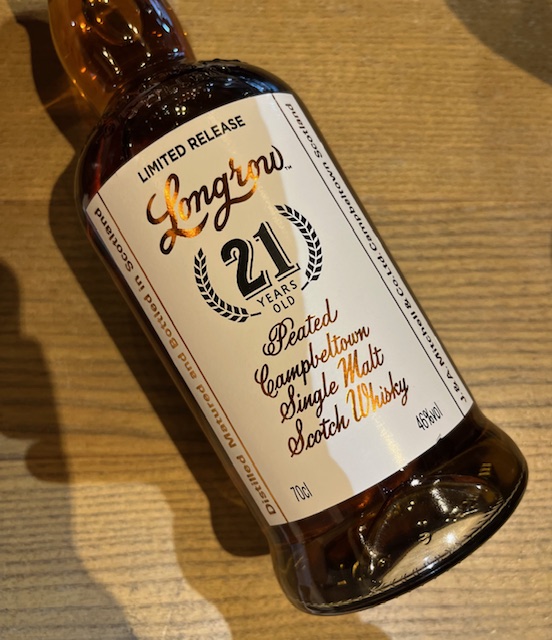 LIMITED RELEASE
Longrow™
21
YEARS
OLD
Peated
Campbeltown
Single Malt
Scotch Whisky
70cl
46%vol
Distilled Matured and Bottled in Scotland
J. & A. Mitchell & Co. Ltd. Campbeltown Scotland